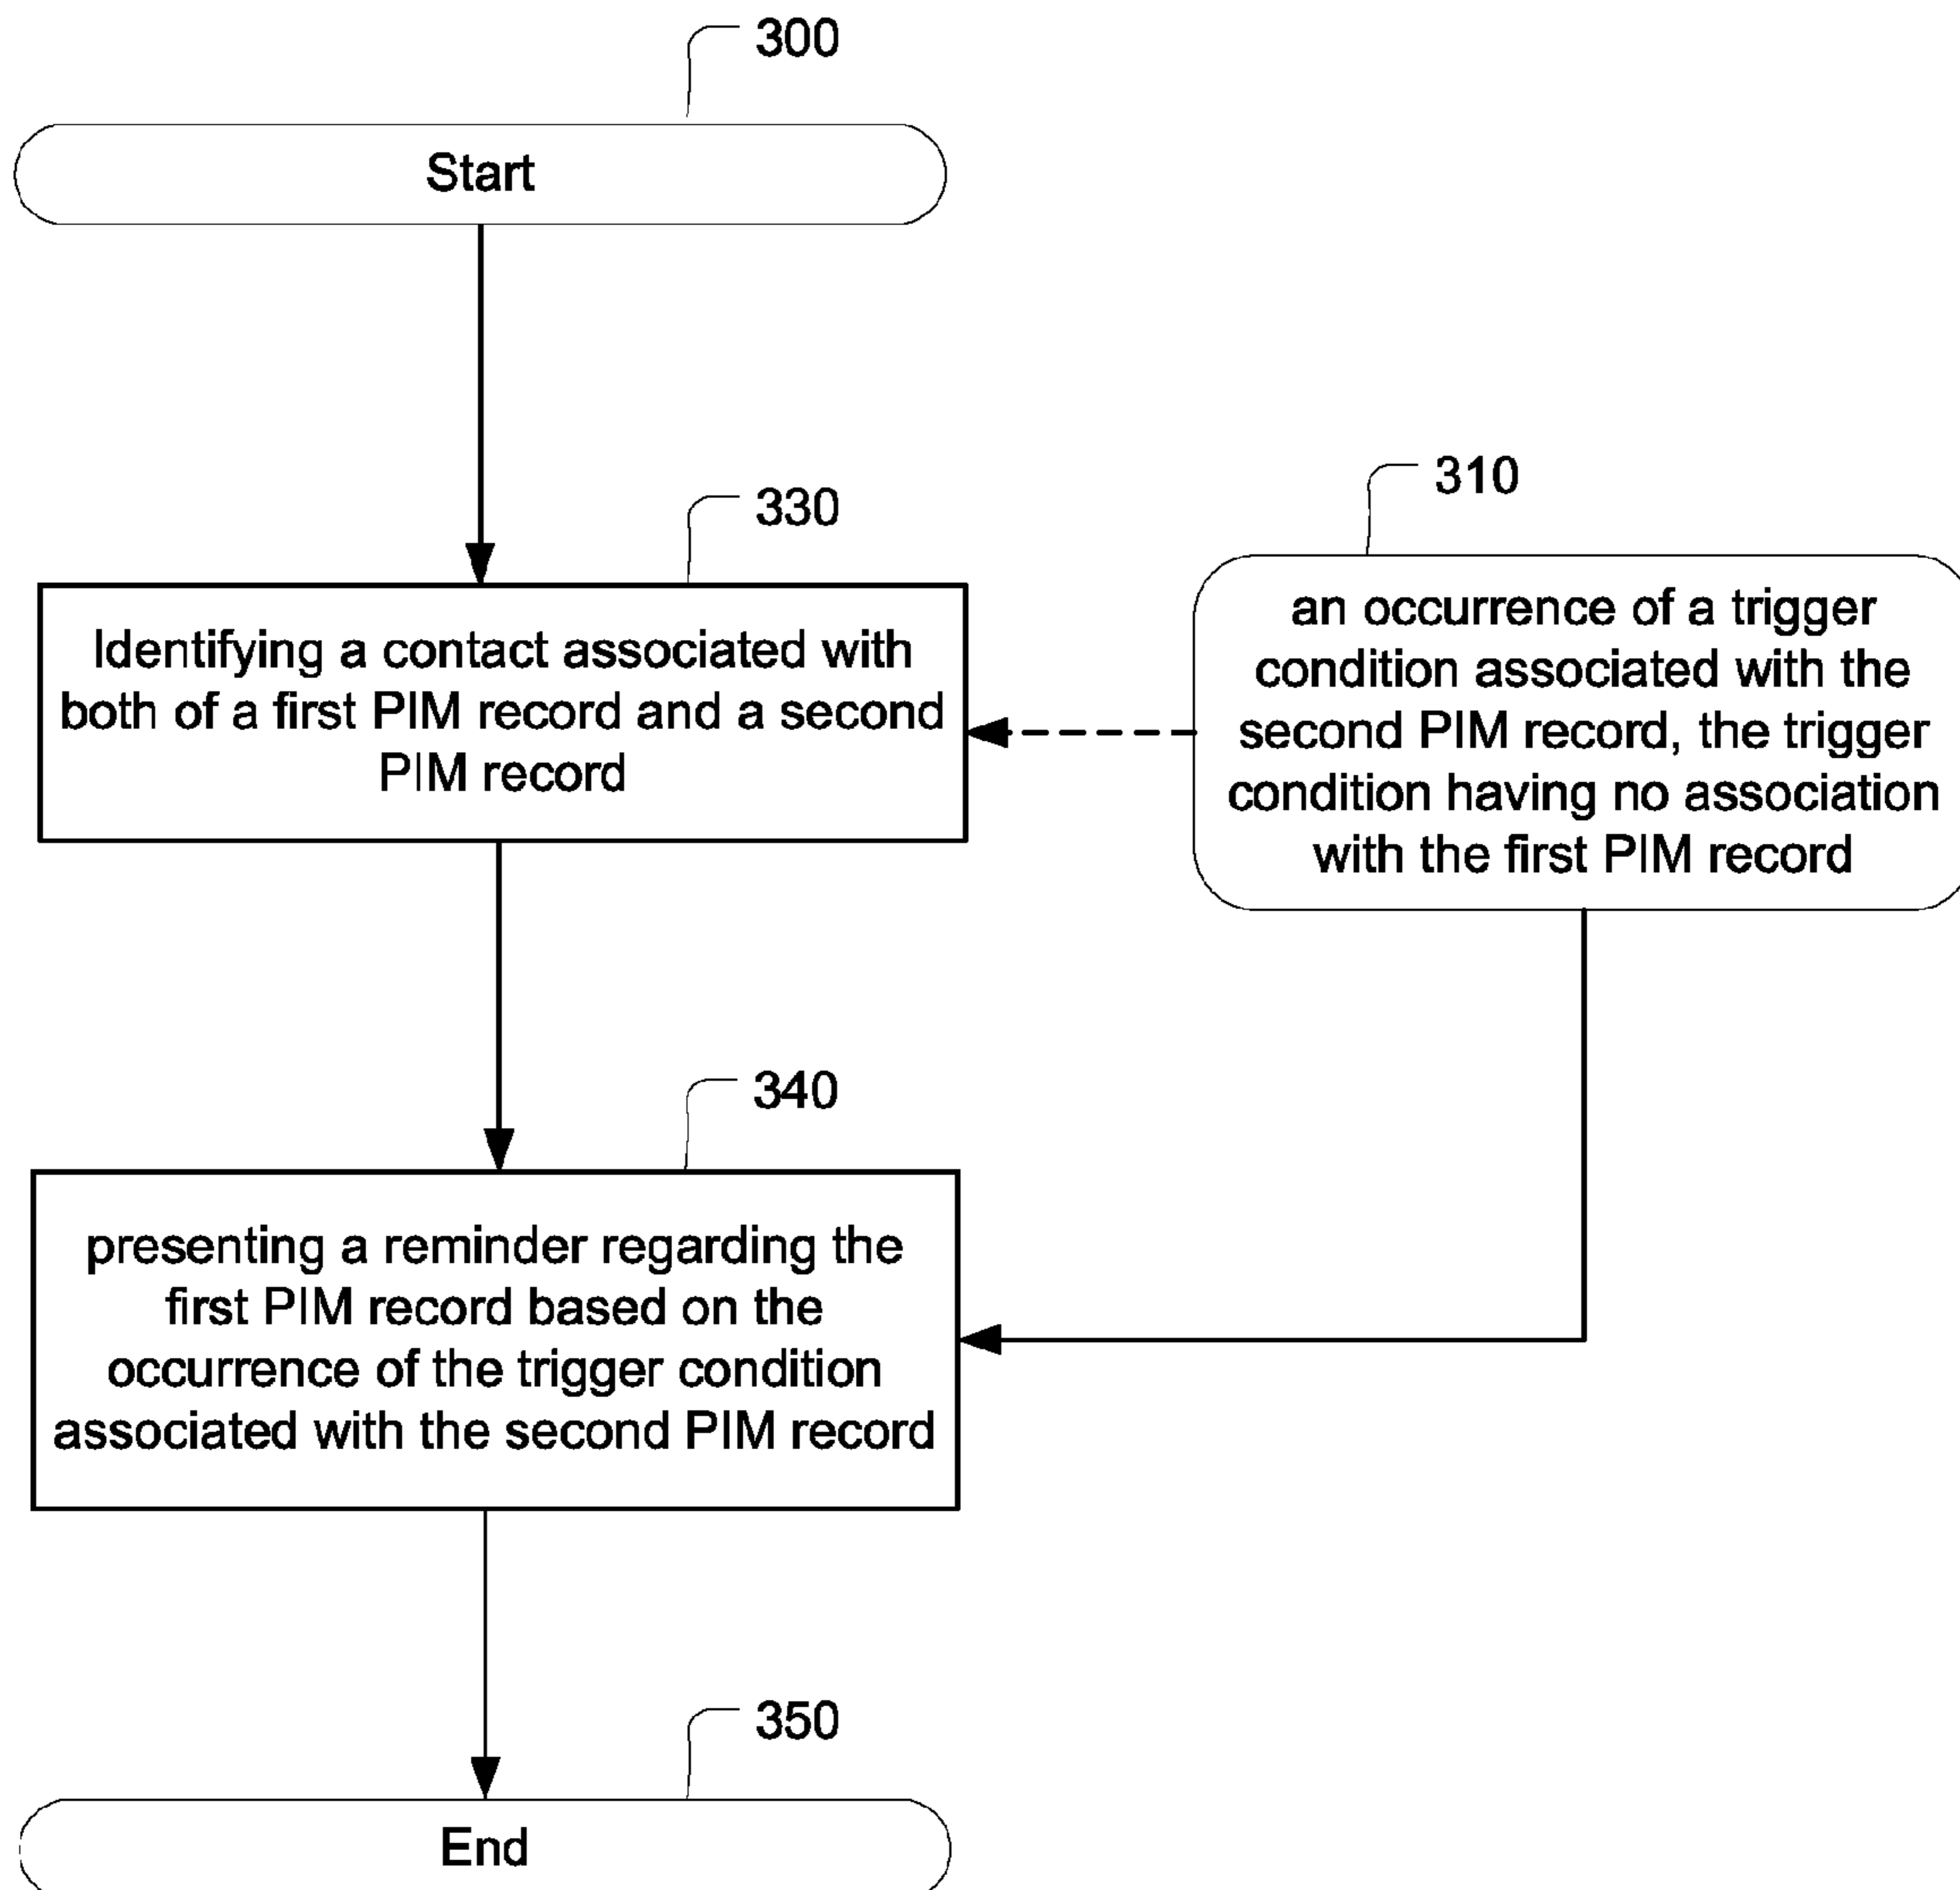 300
Start
330
Identifying a contact associated with
both of a first PIM record and a second
PIM record
310
an occurrence of a trigger
condition associated with the
second PIM record, the trigger
condition having no association
with the first PIM record
340
presenting a reminder regarding the
first PIM record based on the
occurrence of the trigger condition
associated with the second PIM record
350
End